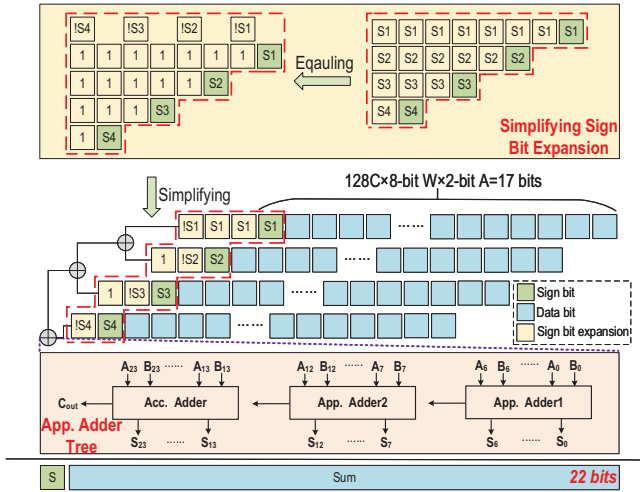 !S4 !S3 !S2 !S1
1 1 1 1 1 1 1 S1
1 1 1 1 1 S2
1 1 1 S3
1 S4
Eqauling
S1 S1 S1 S1 S1 S1 S1 S1
S2 S2 S2 S2 S2 S2
S3 S3 S3 S3
S4 S4
Simplifying Sign
Bit Expansion
Simplifying
128C×8-bit W×2-bit A=17 bits
!S1 S1 S1 S1 ......
1 !S2 S2 ......
1 !S3 S3 ......
!S4 S4 ......
Sign bit
Data bit
Sign bit expansion
A23 B23 ...... A13 B13
A12 B12 ...... A7 B7
A6 B6 ...... A0 B0
Cout
Acc. Adder
App. Adder2
App. Adder1
App. Adder
Tree
S23 ...... S13
S12 ...... S7
S6 ...... S0
S Sum 22 bits